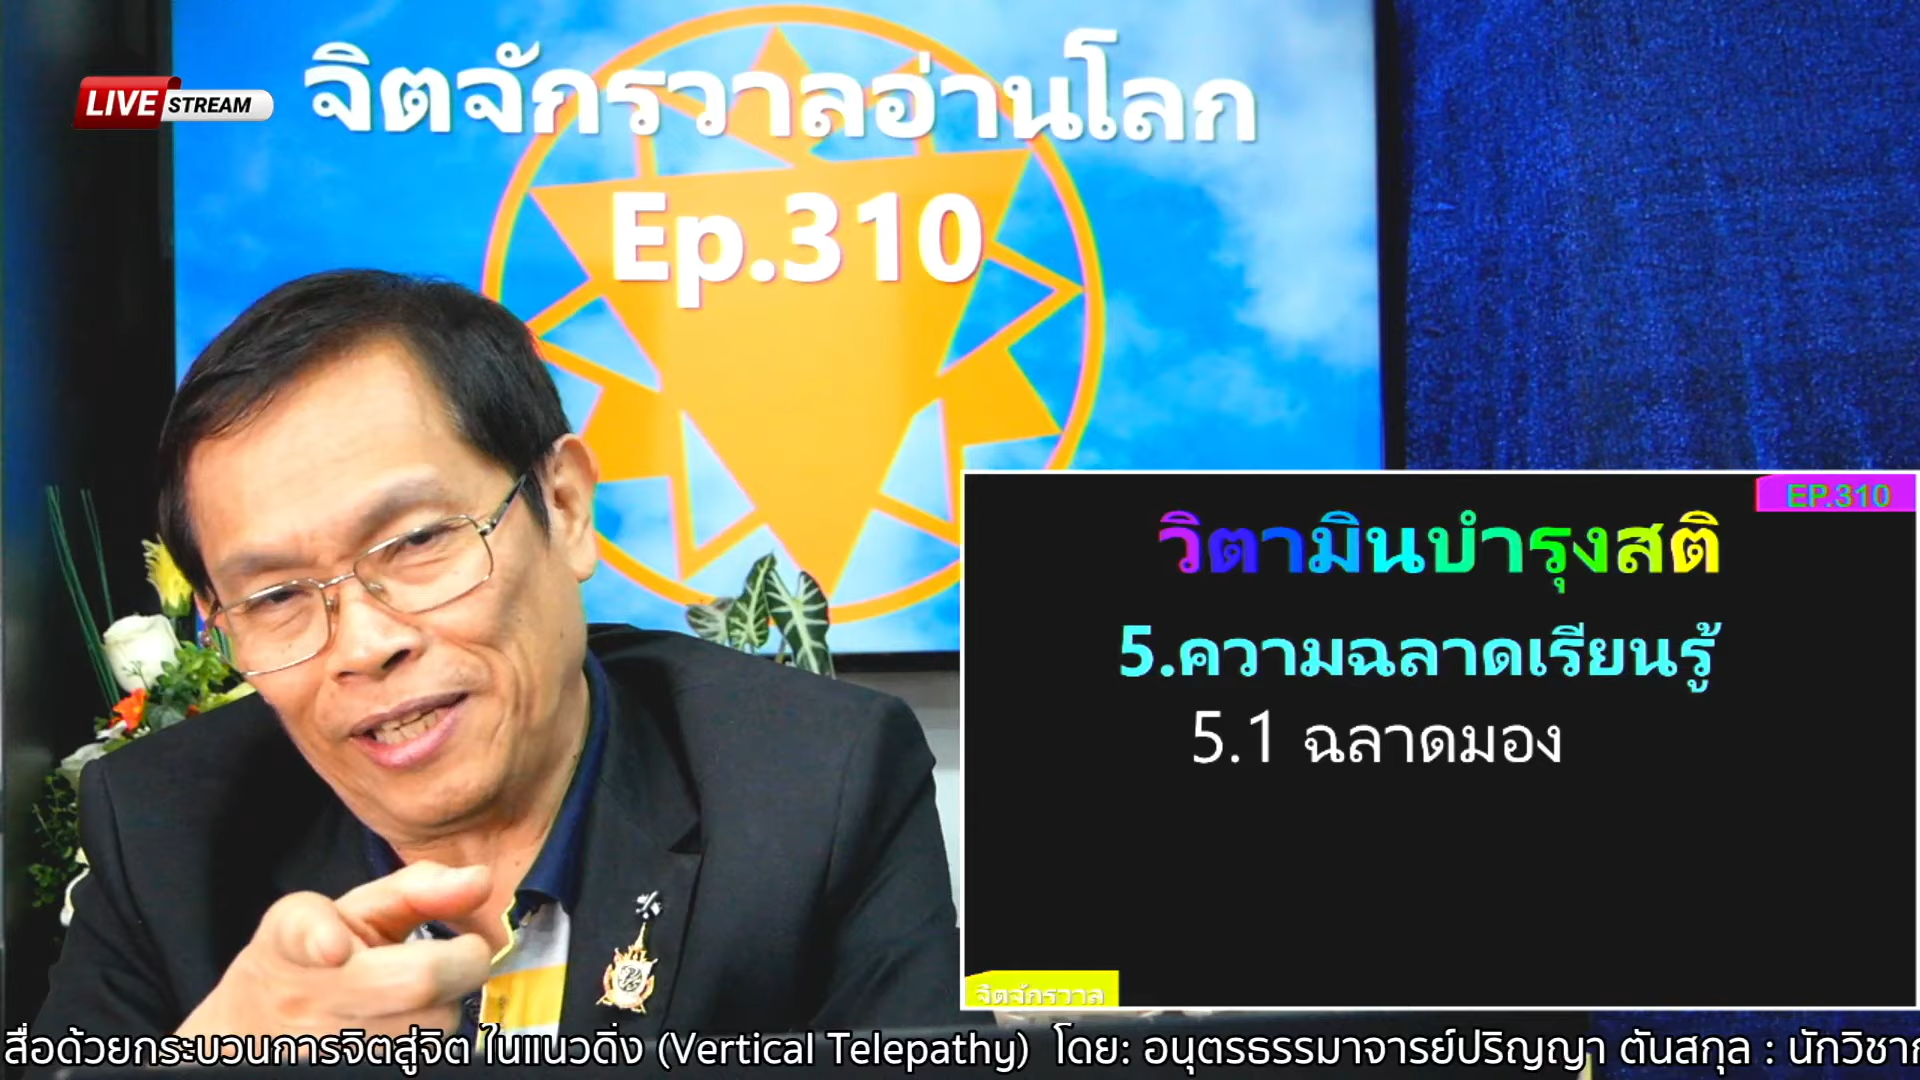 LIVE STREAM
จิตจักรวาลอ่านโลก
Ep.310
EP.310
วิตามินบำรุงสติ
5.ความฉลาดเรียนรู้
5.1 ฉลาดมอง
จิตจักรวาล
สื่อด้วยกระบวนการจิตสู่จิต ในแนวดิ่ง (Vertical Telepathy) โดย: อนุตรธรรมาจารย์ปริญญา ตันสกุล : นักวิชาก